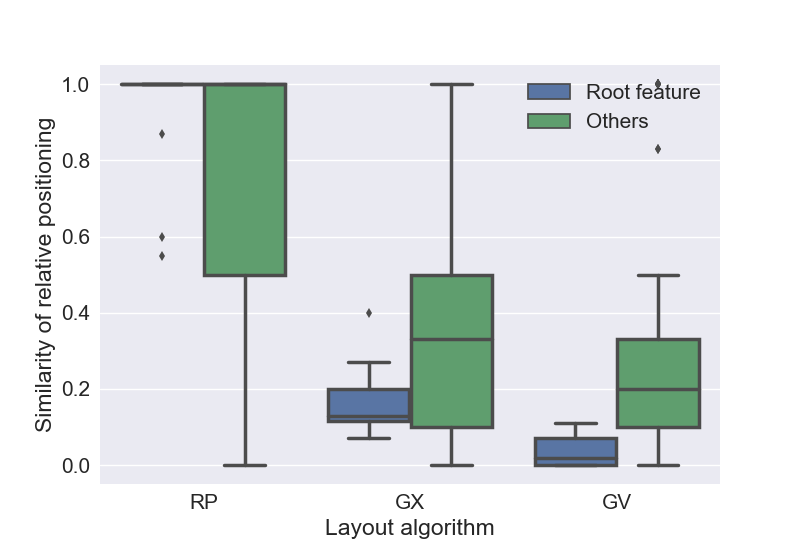 Similarity of relative positioning
1.0
0.8
0.6
0.4
0.2
0.0
Root feature
Others
RP GX GV
Layout algorithm